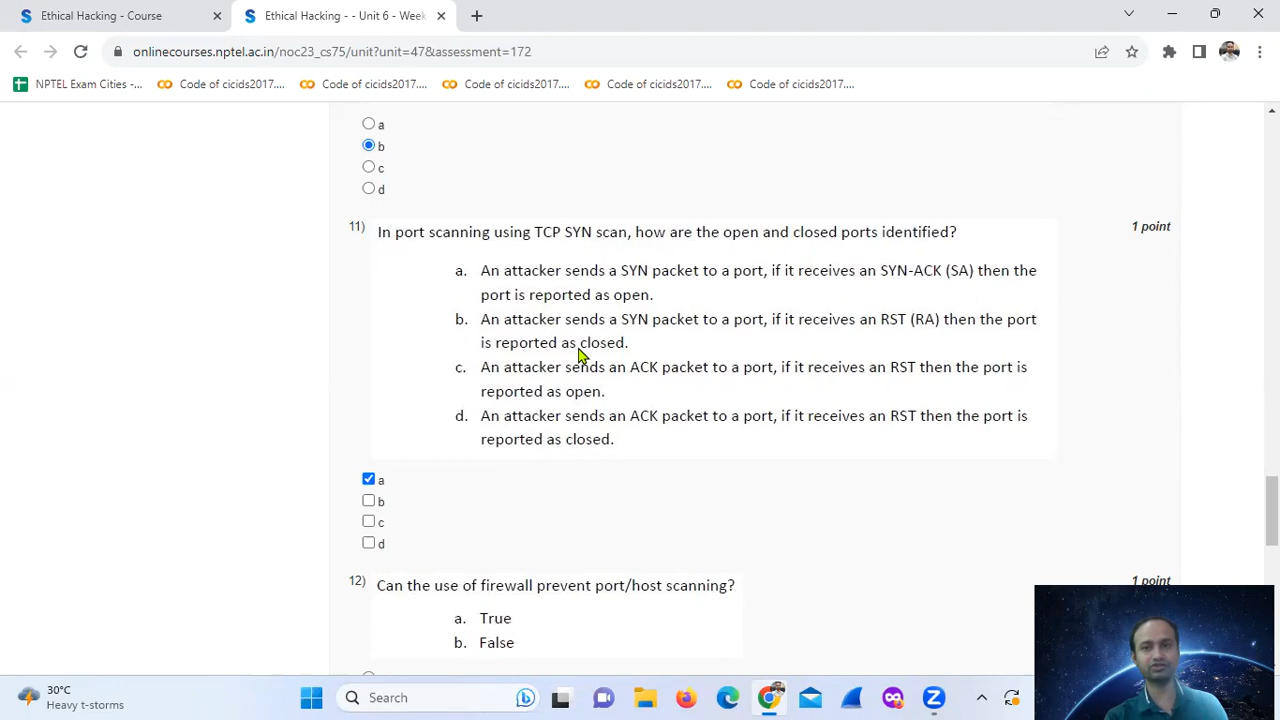 Ethical Hacking - Course
Ethical Hacking - - Unit 6 - Week
onlinecourses.nptel.ac.in/noc23_cs75/unit?unit=47&assessment=172
NPTEL Exam Cities -... Code of cicids2017.... Code of cicids2017.... Code of cicids2017.... Code of cicids2017.... Code of cicids2017....
a
b
c
d
11) In port scanning using TCP SYN scan, how are the open and closed ports identified? 1 point
a. An attacker sends a SYN packet to a port, if it receives an SYN-ACK (SA) then the
port is reported as open.
b. An attacker sends a SYN packet to a port, if it receives an RST (RA) then the port
is reported as closed.
c. An attacker sends an ACK packet to a port, if it receives an RST then the port is
reported as open.
d. An attacker sends an ACK packet to a port, if it receives an RST then the port is
reported as closed.
a
b
c
d
12) Can the use of firewall prevent port/host scanning? 1 point
a. True
b. False
30°C
Heavy t-storms
Search